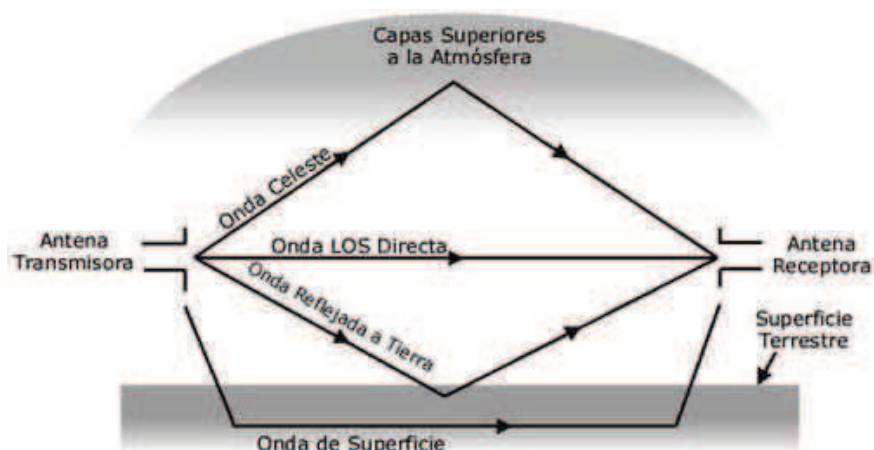 Capas Superiores
a la Atmósfera
Onda Celeste
Antena
Transmisora
Onda LOS Directa
Antena
Receptora
Onda Reflejada a Tierra
Superficie
Terrestre
Onda de Superficie